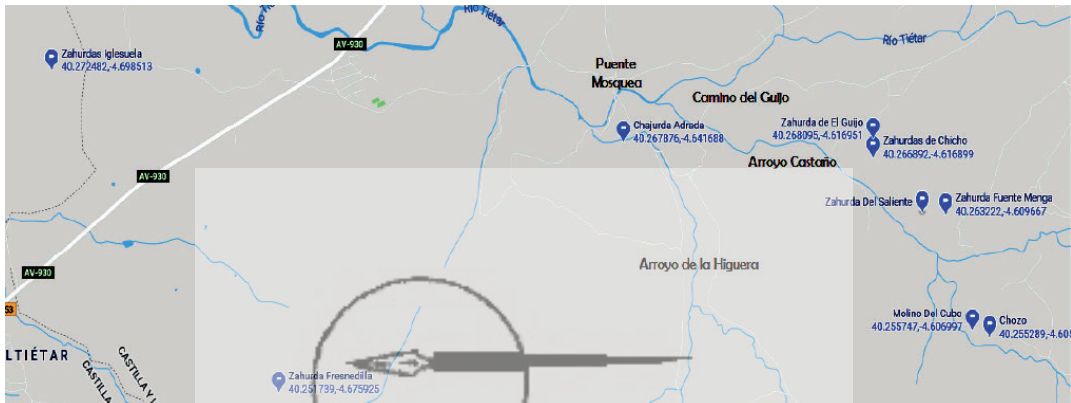 Río Tiétar
AV-930
Río Tiétar
Zahurdas Iglesuela
40.272482,-4.698513
Puente
Mosquea
Camino del Guijo
Chajurda Adrada
40.267876,-4.641688
Zahurda de El Guijo
40.268095,-4.616951
Zahurdas de Chicho
40.266892,-4.616899
Arroyo Castaño
AV-930
Zahurda Del Saliente
Zahurda Fuente Menga
40.263222,-4.609667
AV-930
Arroyo de la Higuera
53
Molino Del Cubo
40.255747,-4.606997
Chozo
40.255289,-4.605
LTIÉTAR
CASTILLA Y L
CASTILLA
Zahurda Fresnedilla
40.251739,-4.675925